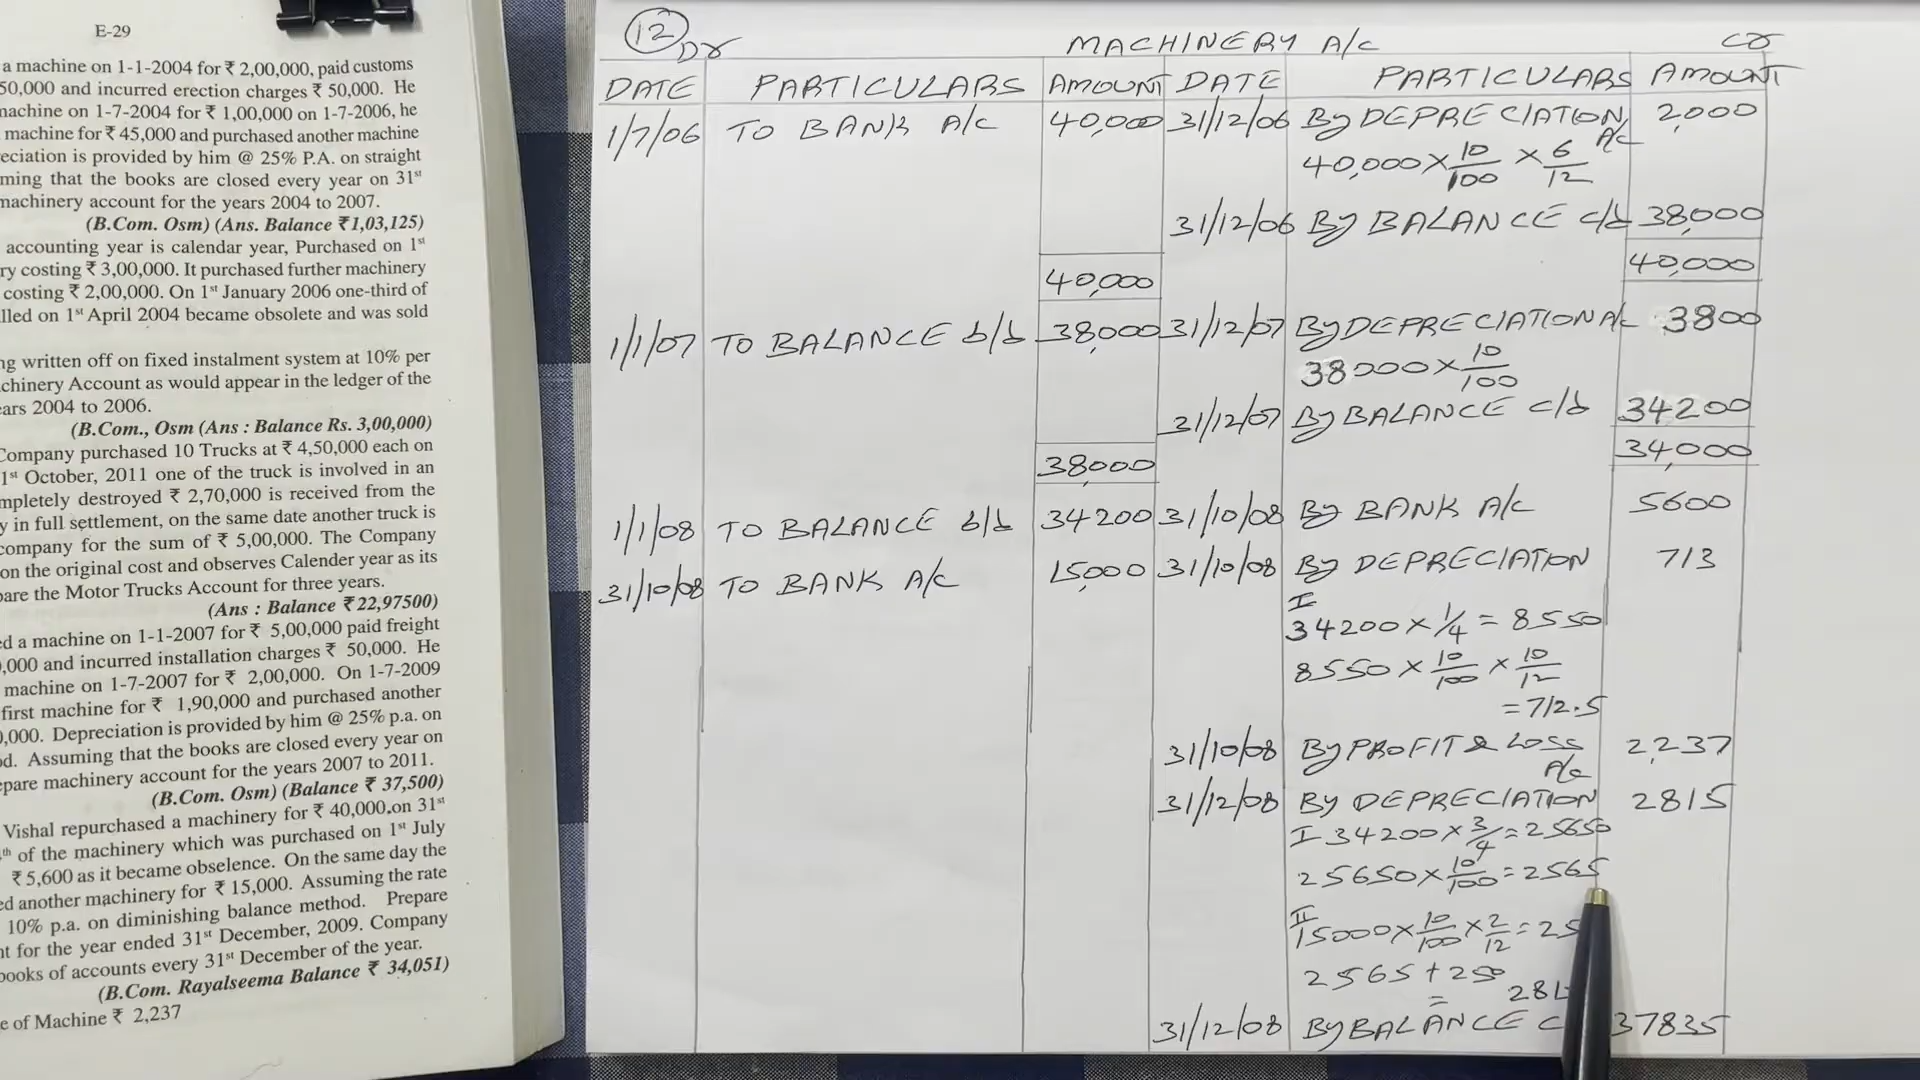 E-29
a machine on 1-1-2004 for ₹ 2,00,000, paid customs
50,000 and incurred erection charges ₹ 50,000. He
machine on 1-7-2004 for ₹ 1,00,000 on 1-7-2006, he
machine for ₹ 45,000 and purchased another machine
eciation is provided by him @ 25% P.A. on straight
ming that the books are closed every year on 31st
machinery account for the years 2004 to 2007.
(B.Com. Osm) (Ans. Balance ₹1,03,125)
accounting year is calendar year, Purchased on 1st
ry costing ₹ 3,00,000. It purchased further machinery
costing ₹ 2,00,000. On 1st January 2006 one-third of
lled on 1st April 2004 became obsolete and was sold
ng written off on fixed instalment system at 10% per
chinery Account as would appear in the ledger of the
ears 2004 to 2006.
(B.Com., Osm (Ans : Balance Rs. 3,00,000)
Company purchased 10 Trucks at ₹ 4,50,000 each on
1st October, 2011 one of the truck is involved in an
mpletely destroyed ₹ 2,70,000 is received from the
y in full settlement, on the same date another truck is
company for the sum of ₹ 5,00,000. The Company
on the original cost and observes Calender year as its
pare the Motor Trucks Account for three years.
(Ans : Balance ₹22,97500)
ed a machine on 1-1-2007 for ₹ 5,00,000 paid freight
0,000 and incurred installation charges ₹ 50,000. He
machine on 1-7-2007 for ₹ 2,00,000. On 1-7-2009
first machine for ₹ 1,90,000 and purchased another
0,000. Depreciation is provided by him @ 25% p.a. on
d. Assuming that the books are closed every year on
epare machinery account for the years 2007 to 2011.
(B.Com. Osm) (Balance ₹ 37,500)
Vishal repurchased a machinery for ₹ 40,000.on 31st
th of the machinery which was purchased on 1st July
₹ 5,600 as it became obselence. On the same day the
ed another machinery for ₹ 15,000. Assuming the rate
10% p.a. on diminishing balance method. Prepare
nt for the year ended 31st December, 2009. Company
books of accounts every 31st December of the year.
(B.Com. Rayalseema Balance ₹ 34,051)
e of Machine ₹ 2,237
12 Dr MACHINERY A/c Cr
DATE PARTICULARS AMOUNT DATE PARTICULARS AMOUNT
1/7/06 TO BANK A/c 40,000 31/12/06 By DEPRECIATION A/c 2,000
40,000 × 10/100 × 6/12
31/12/06 By BALANCE c/d 38,000
40,000 40,000
1/1/07 TO BALANCE b/d 38,000 31/12/07 By DEPRECIATION A/c 3800
38000 × 10/100
31/12/07 By BALANCE c/d 34200
38,000 34,000
1/1/08 TO BALANCE b/d 34200 31/10/08 By BANK A/c 5600
31/10/08 TO BANK A/c 15,000 31/10/08 By DEPRECIATION 713
I
34200 × 1/4 = 8550
8550 × 10/100 × 10/12
= 712.5
31/10/08 By PROFIT & LOSS A/c 2,237
31/12/08 By DEPRECIATION 2815
I 34200 × 3/4 = 25650
25650 × 10/100 = 2565
II
15000 × 10/100 × 2/12 = 25
2565 + 250
= 281
31/12/08 By BALANCE c 37835